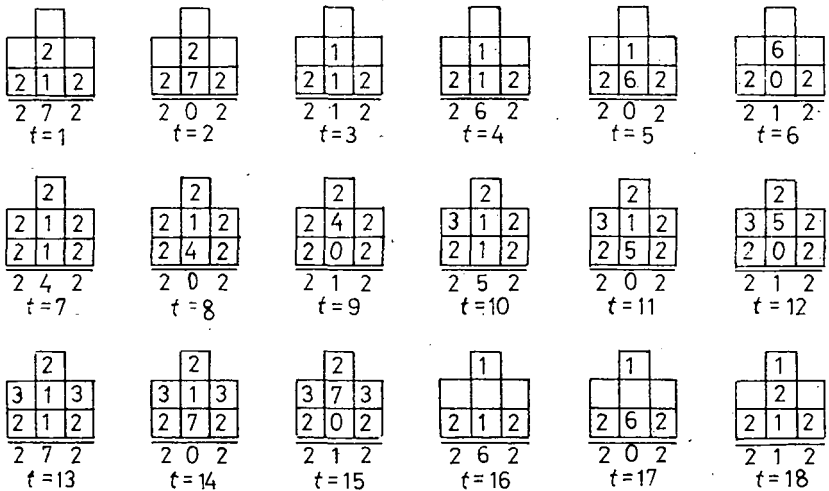 2 2 1 1 1 6
2 1 2 2 7 2 2 1 2 2 1 2 2 6 2 2 0 2
2 7 2 2 0 2 2 1 2 2 6 2 2 0 2 2 1 2
t=1 t=2 t=3 t=4 t=5 t=6
2 2 2 2 2 2
2 1 2 2 1 2 2 4 2 3 1 2 3 1 2 3 5 2
2 1 2 2 4 2 2 0 2 2 1 2 2 5 2 2 0 2
2 4 2 2 0 2 2 1 2 2 5 2 2 0 2 2 1 2
t=7 t=8 t=9 t=10 t=11 t=12
2 2 2 1 1 1
3 1 3 3 1 3 3 7 3 2
2 1 2 2 7 2 2 0 2 2 1 2 2 6 2 2 1 2
2 7 2 2 0 2 2 1 2 2 6 2 2 0 2 2 1 2
t=13 t=14 t=15 t=16 t=17 t=18